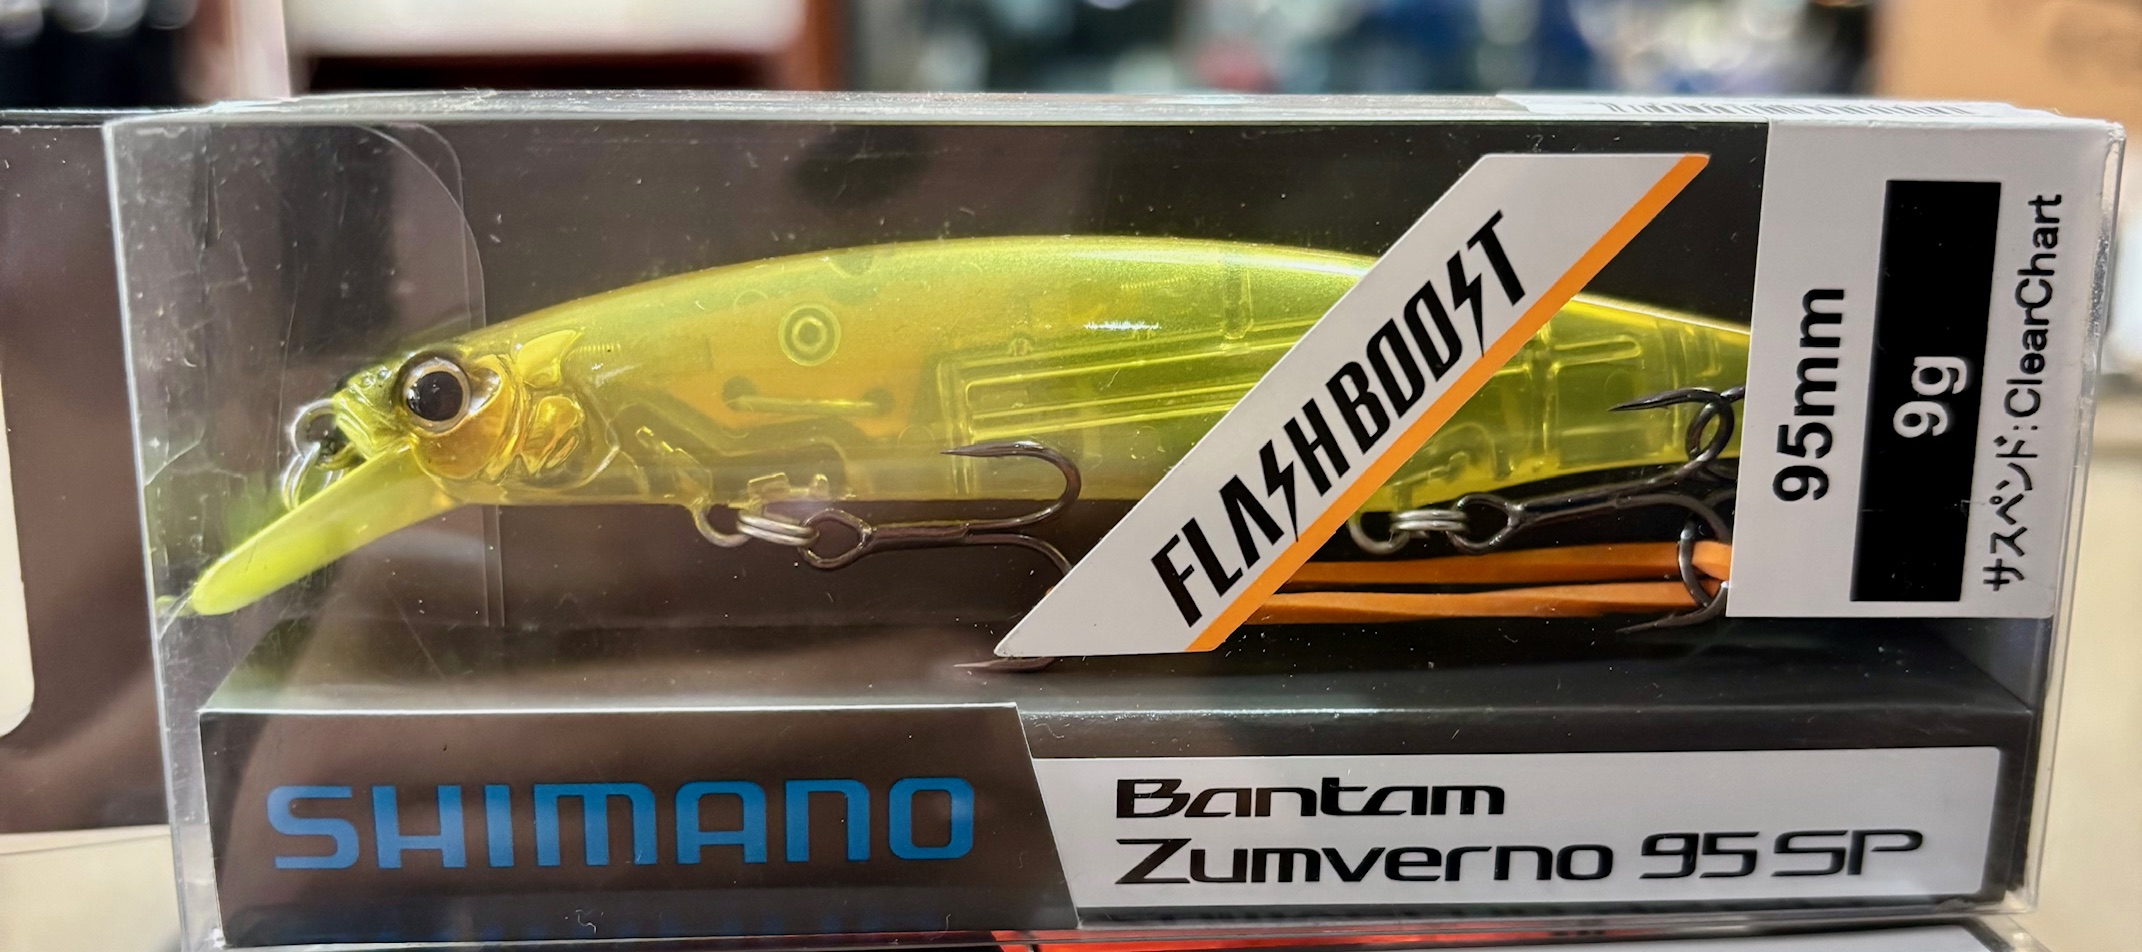 FLASHBOOST
95mm
9g
サスペンド:ClearChart
SHIMANO
Bantam
Zumverno 95 SP